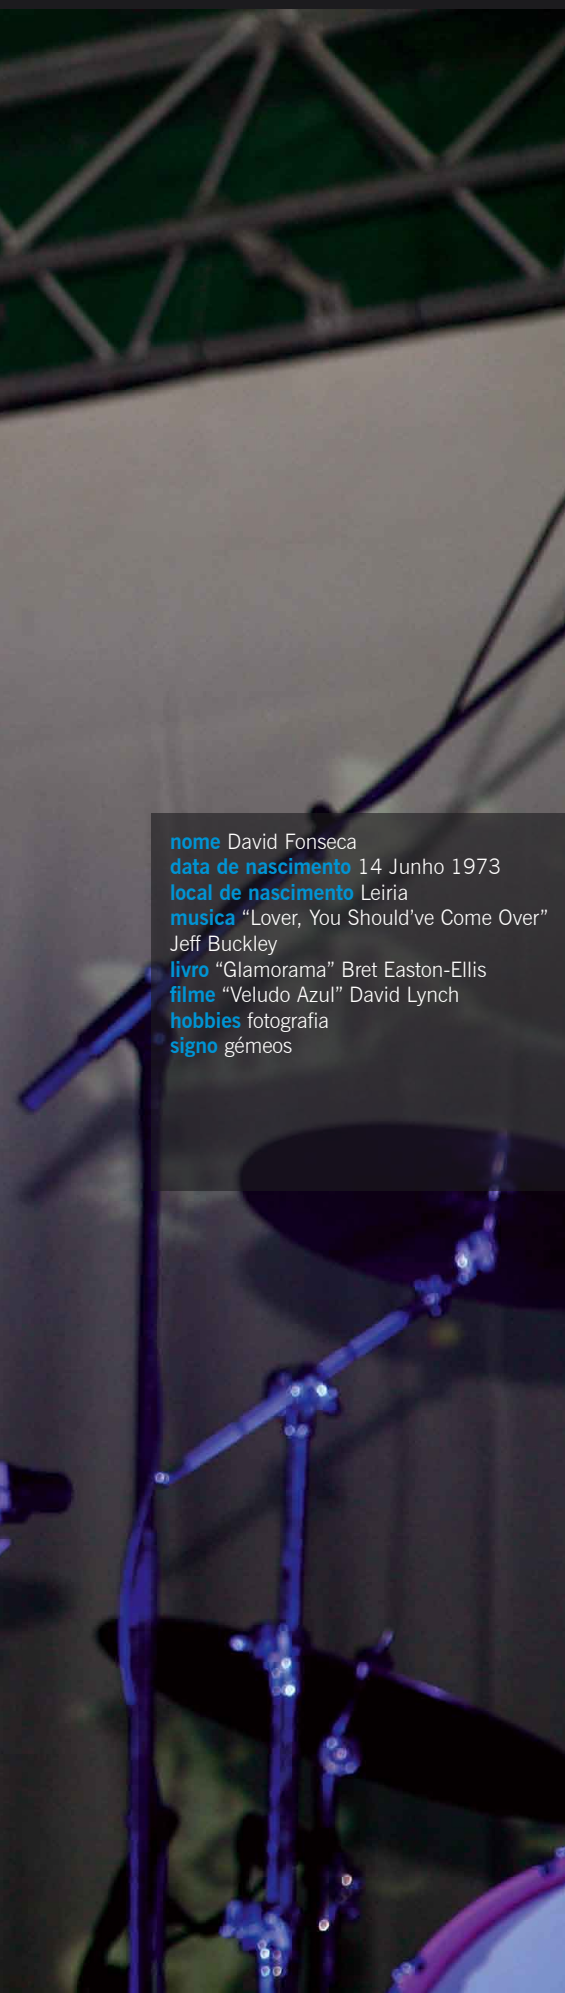 nome David Fonseca
data de nascimento 14 Junho 1973
local de nascimento Leiria
musica “Lover, You Should’ve Come Over”
Jeff Buckley
livro “Glamorama” Bret Easton-Ellis
filme “Veludo Azul” David Lynch
hobbies fotografia
signo gémeos